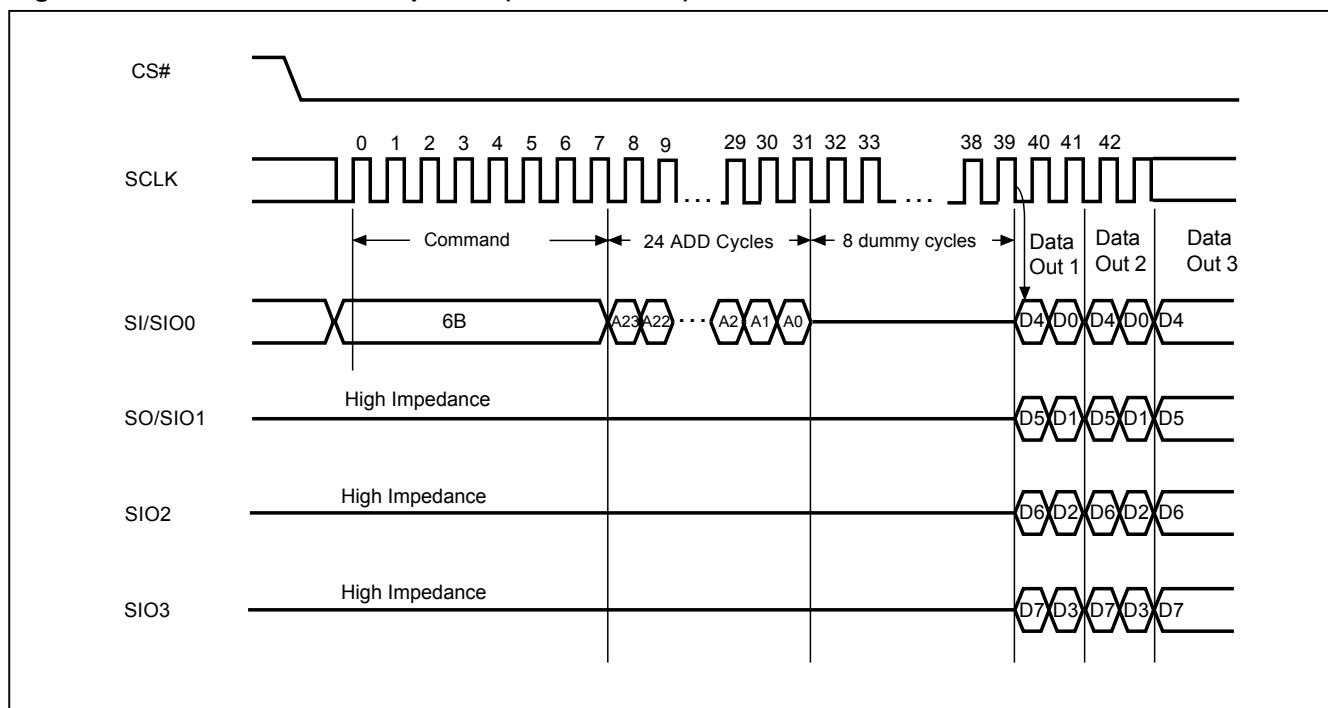 CS#
0 1 2 3 4 5 6 7 8 9 29 30 31 32 33 38 39 40 41 42
SCLK
... ...
Command 24 ADD Cycles 8 dummy cycles Data Out 1 Data Out 2 Data Out 3
SI/SIO0 6B A23 A22 ... A2 A1 A0 D4 D0 D4 D0 D4
High Impedance
SO/SIO1 D5 D1 D5 D1 D5
High Impedance
SIO2 D6 D2 D6 D2 D6
High Impedance
SIO3 D7 D3 D7 D3 D7